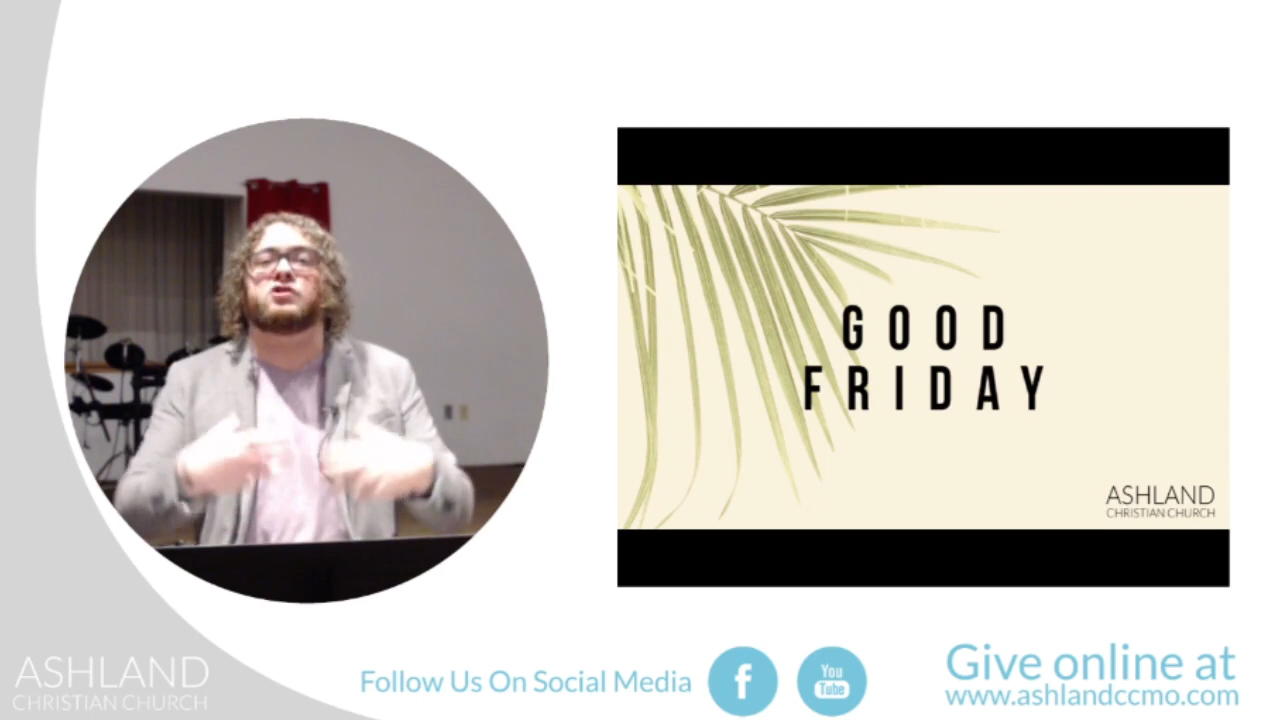 GOOD
FRIDAY
ASHLAND
CHRISTIAN CHURCH
ASHLAND
CHRISTIAN CHURCH
Follow Us On Social Media
f
You
Tube
Give online at
www.ashlandccmo.com